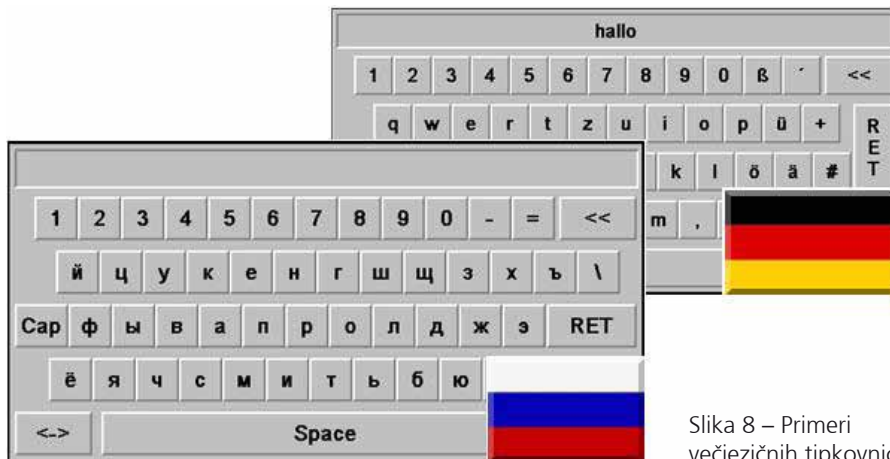 hallo
1 2 3 4 5 6 7 8 9 0 ß ´ <<
q w e r t z u i o p ü +
RET
k l ö ä #
m ,
1 2 3 4 5 6 7 8 9 0 - = <<
й ц у к е н г ш щ з х ъ \
Cap ф ы в а п р о л д ж э RET
ё я ч с м и т ь б ю
<-> Space
Slika 8 – Primeri
večjezičnih tipkovnic